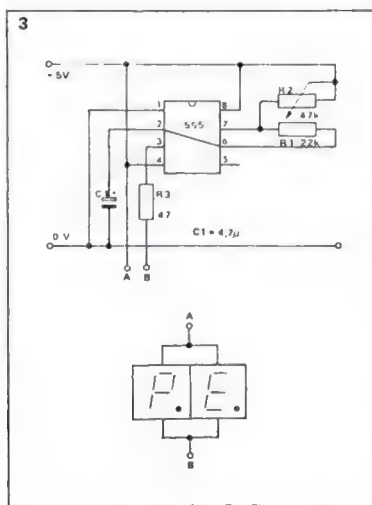 3
+ 5V
1 8
R2
2 7
47k
555
3 6
R1 22k
4 5
C1 +
R3
47
0 V
C1 = 4,7µ
A B
A
P. E.
B